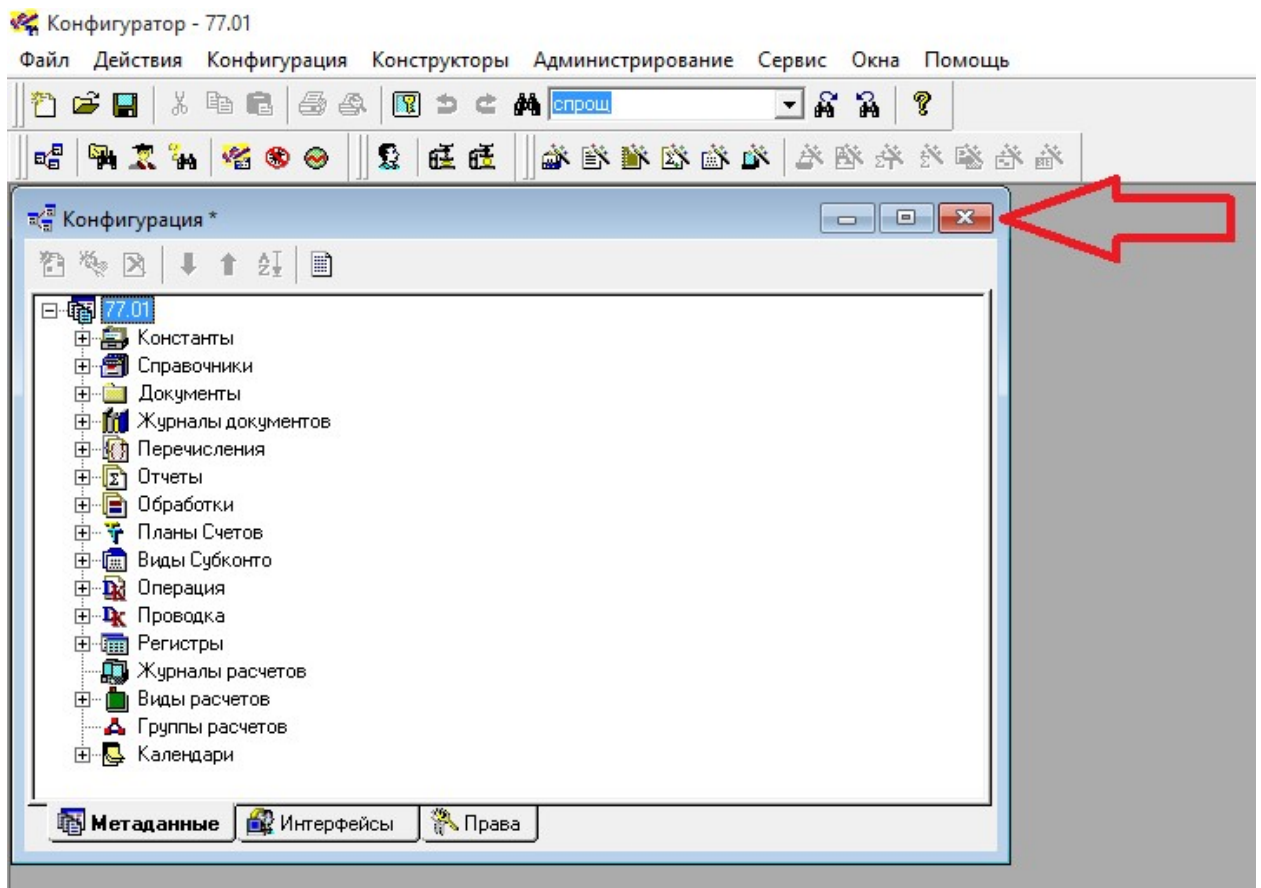 Конфигуратор - 77.01
Файл Действия Конфигурация Конструкторы Администрирование Сервис Окна Помощь
спрощ
Конфигурация *
77.01
Константы
Справочники
Документы
Журналы документов
Перечисления
Отчеты
Обработки
Планы Счетов
Виды Субконто
Операция
Проводка
Регистры
Журналы расчетов
Виды расчетов
Группы расчетов
Календари
Метаданные Интерфейсы Права